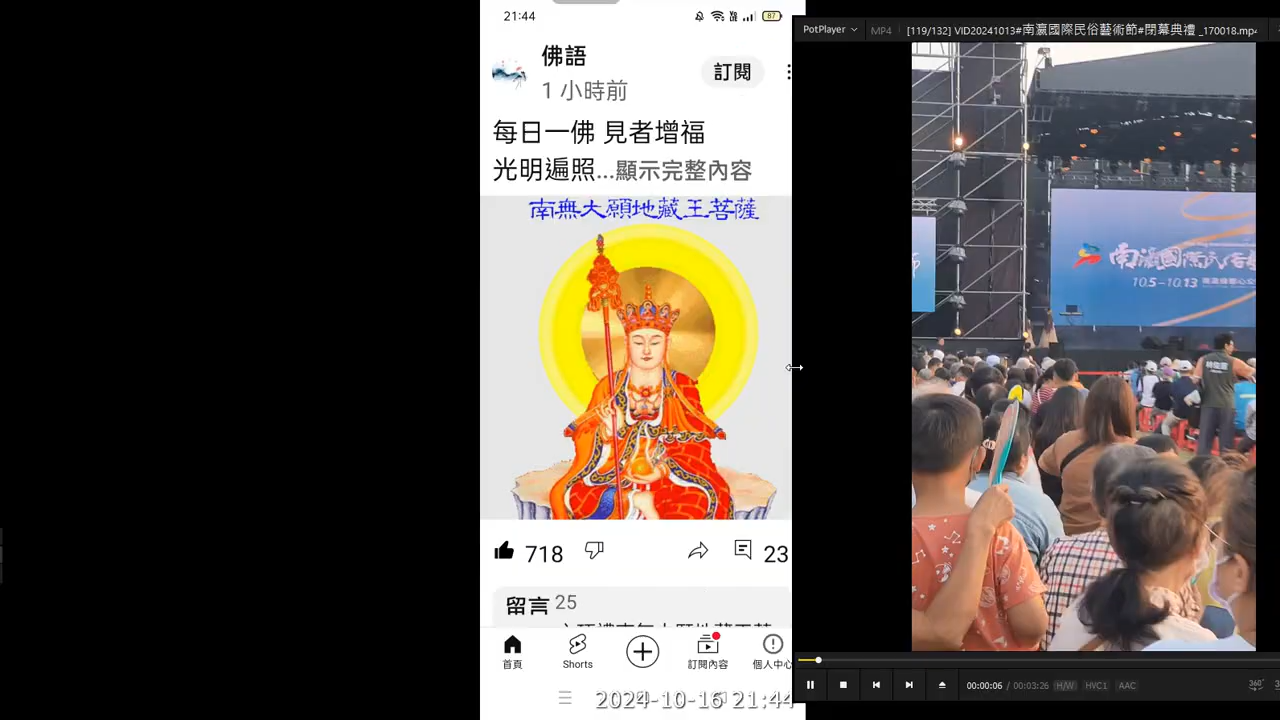 21:44
87
佛語
1 小時前
訂閱
每日一佛 見者增福
光明遍照...顯示完整內容
南無大願地藏王菩薩
718
23
留言 25
首頁
Shorts
訂閱內容
個人中心
2024-10-16 21:44
PotPlayer
MP4
[119/132] VID20241013#南瀛國際民俗藝術節#閉幕典禮 _170018.mp4
南瀛國際民俗
10.5-10.13
00:00:06 / 00:03:26
H/W
HVC1
AAC
360°